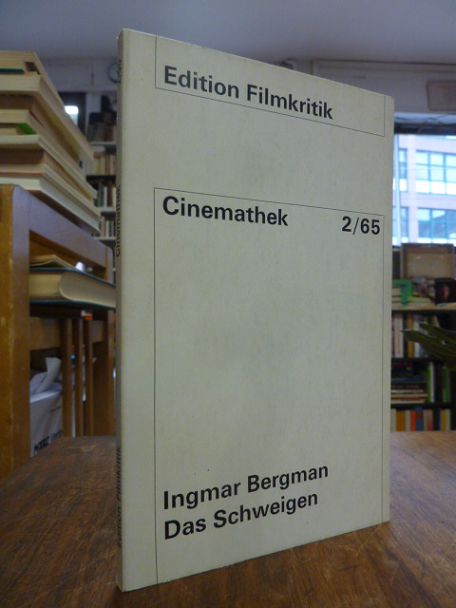 Edition Filmkritik
Cinemathek 2/65
Ingmar Bergman
Das Schweigen